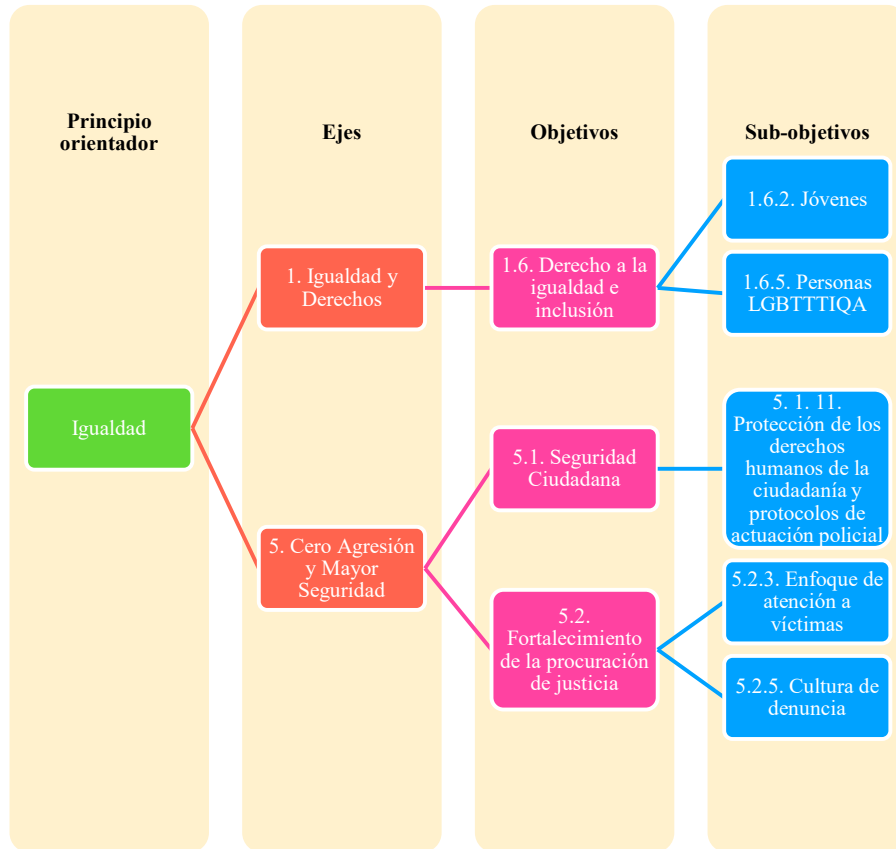 Principio
orientador
Ejes
Objetivos
Sub-objetivos
Igualdad
1. Igualdad y
Derechos
5. Cero Agresión
y Mayor
Seguridad
1.6. Derecho a la
igualdad e
inclusión
5.1. Seguridad
Ciudadana
5.2.
Fortalecimiento
de la procuración
de justicia
1.6.2. Jóvenes
1.6.5. Personas
LGBTTTIQA
5. 1. 11.
Protección de los
derechos
humanos de la
ciudadanía y
protocolos de
actuación policial
5.2.3. Enfoque de
atención a
víctimas
5.2.5. Cultura de
denuncia